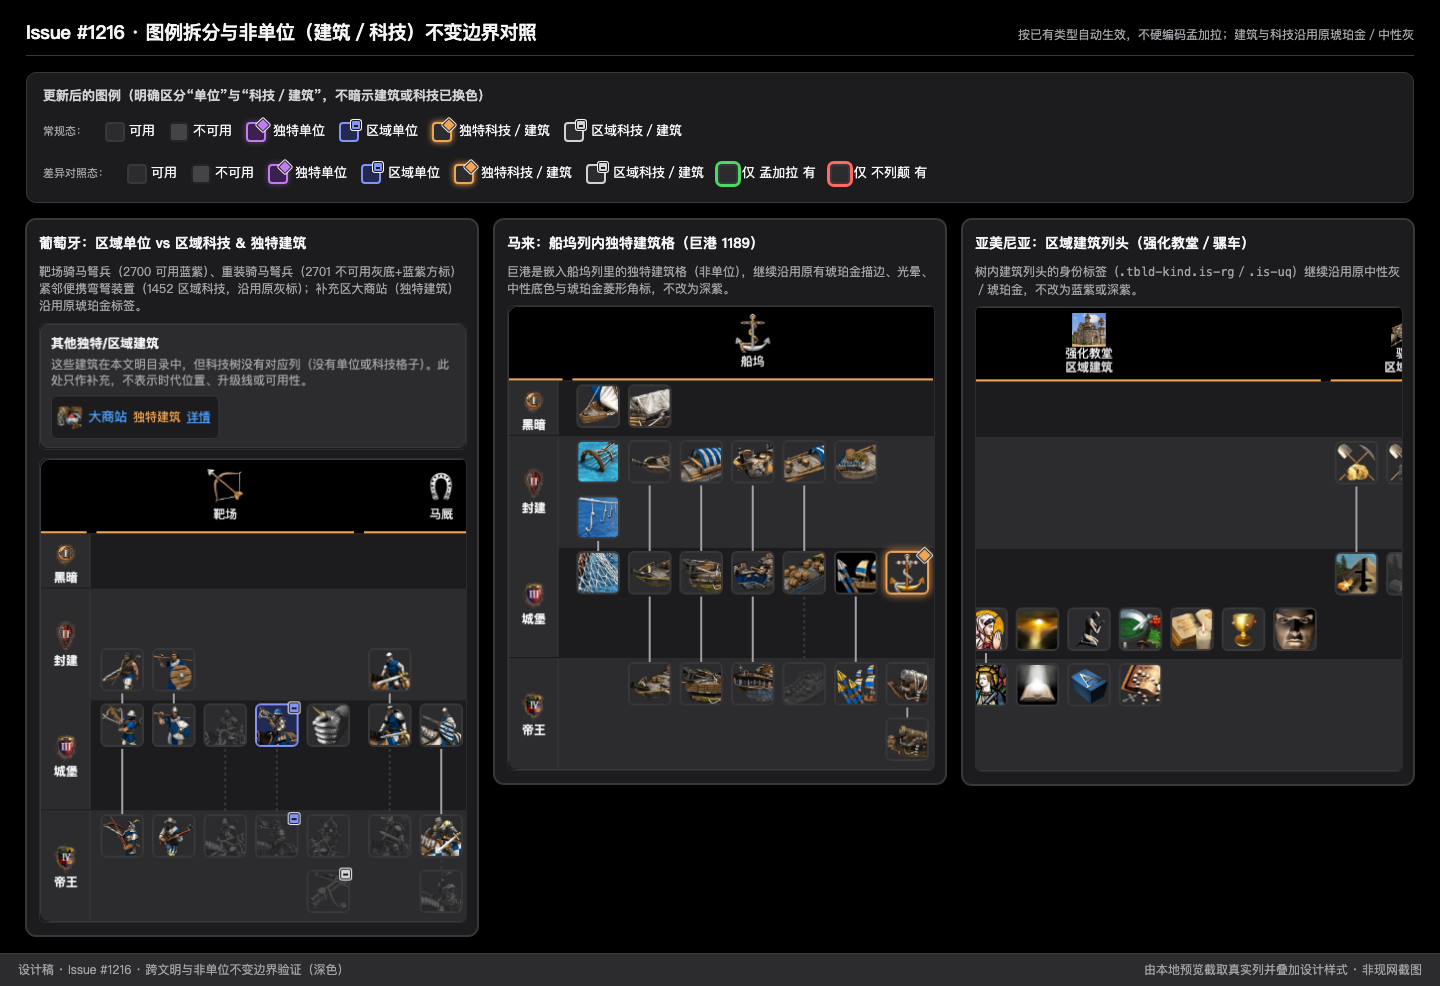 Issue #1216 · 图例拆分与非单位（建筑 / 科技）不变边界对照
按已有类型自动生效，不硬编码孟加拉；建筑与科技沿用原琥珀金 / 中性灰
更新后的图例（明确区分“单位”与“科技 / 建筑”，不暗示建筑或科技已换色）
常规态： 可用 不可用 独特单位 区域单位 独特科技 / 建筑 区域科技 / 建筑
差异对照态： 可用 不可用 独特单位 区域单位 独特科技 / 建筑 区域科技 / 建筑 仅 孟加拉 有 仅 不列颠 有
葡萄牙：区域单位 vs 区域科技 & 独特建筑
靶场骑马弩兵（2700 可用蓝紫）、重装骑马弩兵（2701 不可用灰底+蓝紫方标）
紧邻便携弯弩装置（1452 区域科技，沿用原灰标）；补充区大商站（独特建筑）
沿用原琥珀金标签。
其他独特/区域建筑
这些建筑在本文明目录中，但科技树没有对应列（没有单位或科技格子）。此
处只作补充，不表示时代位置、升级线或可用性。
大商站 独特建筑 详情
靶场
马厩
黑暗
封建
城堡
帝王
马来：船坞列内独特建筑格（巨港 1189）
巨港是嵌入船坞列里的独特建筑格（非单位），继续沿用原有琥珀金描边、光晕、
中性底色与琥珀金菱形角标，不改为深紫。
船坞
黑暗
封建
城堡
帝王
亚美尼亚：区域建筑列头（强化教堂 / 骡车）
树内建筑列头的身份标签（.tbld-kind.is-rg / .is-uq）继续沿用原中性灰
/ 琥珀金，不改为蓝紫或深紫。
强化教堂
区域建筑
设计稿 · Issue #1216 · 跨文明与非单位不变边界验证（深色）
由本地预览截取真实列并叠加设计样式 · 非现网截图